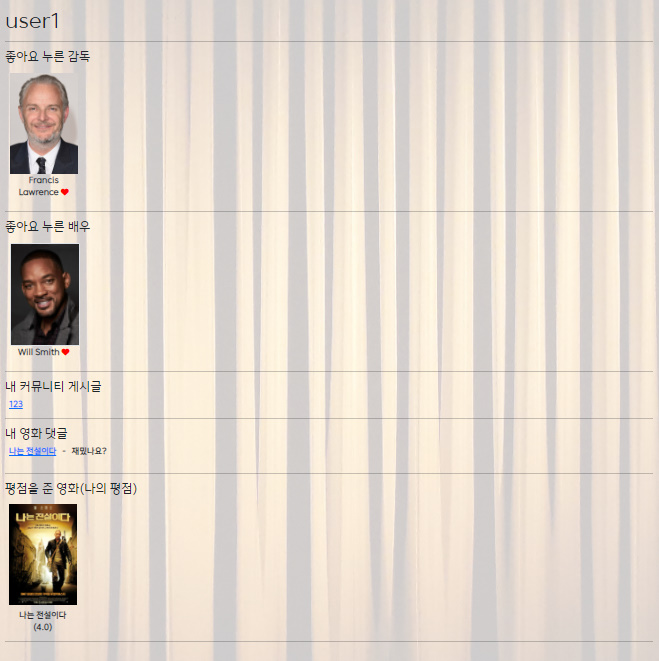 user1
좋아요 누른 감독
Francis
Lawrence
좋아요 누른 배우
Will Smith
내 커뮤니티 게시글
123
내 영화 댓글
나는 전설이다 - 재밌나요?
평점을 준 영화(나의 평점)
나는 전설이다
나는 전설이다
(4.0)